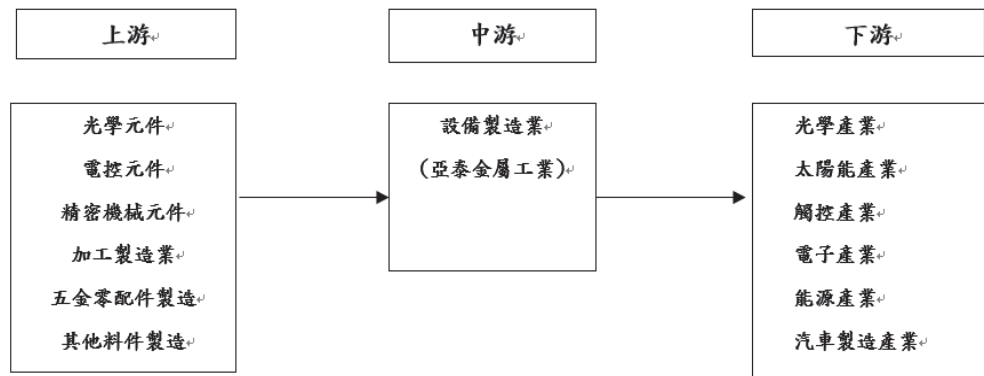 上游
中游
下游
光學元件
電控元件
精密機械元件
加工製造業
五金零配件製造
其他料件製造
設備製造業
(亞泰金屬工業)
光學產業
太陽能產業
觸控產業
電子產業
能源產業
汽車製造產業